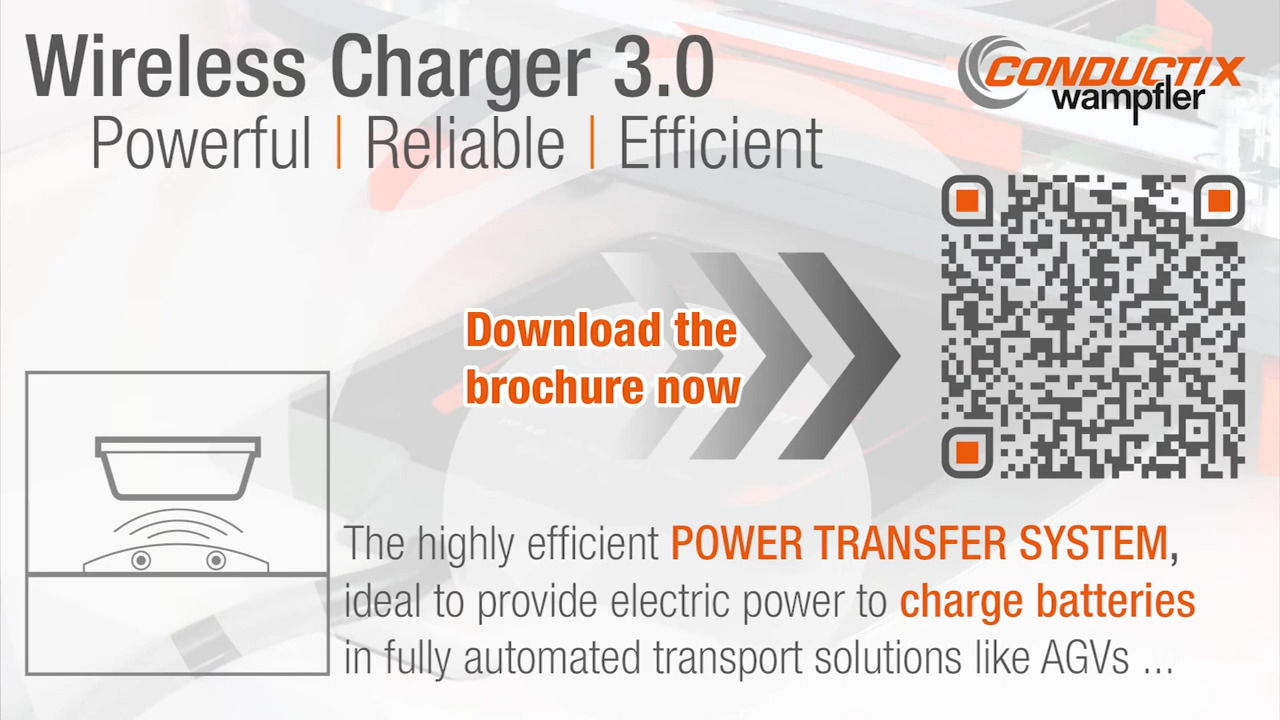 Wireless Charger 3.0
Powerful | Reliable | Efficient
CONDUCTIX
wampfler
Download the
brochure now
The highly efficient POWER TRANSFER SYSTEM,
ideal to provide electric power to charge batteries
in fully automated transport solutions like AGVs ...